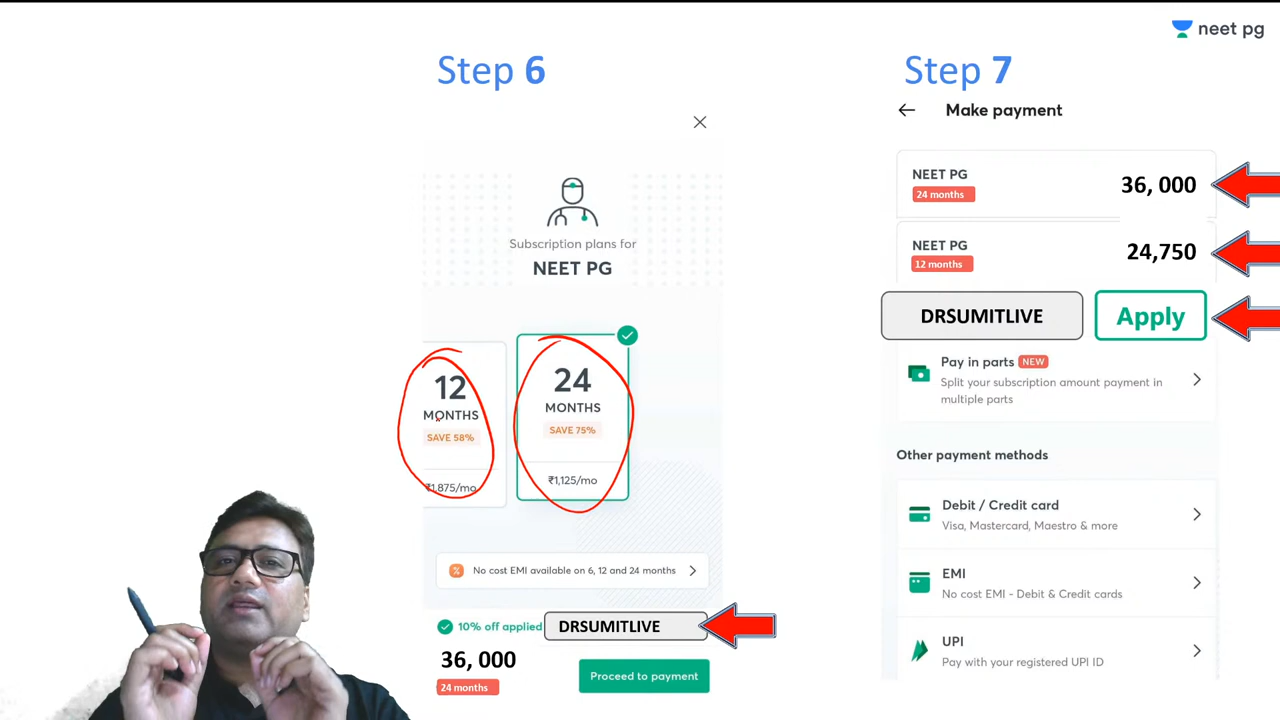 neet pg
Step 6
Subscription plans for
NEET PG
12
MONTHS
SAVE 58%
₹1,875/mo
24
MONTHS
SAVE 75%
₹1,125/mo
No cost EMI available on 6, 12 and 24 months
10% off applied
DRSUMITLIVE
36, 000
24 months
Proceed to payment
Step 7
Make payment
NEET PG
24 months
36, 000
NEET PG
12 months
24,750
DRSUMITLIVE
Apply
Pay in parts NEW
Split your subscription amount payment in
multiple parts
Other payment methods
Debit / Credit card
Visa, Mastercard, Maestro & more
EMI
No cost EMI - Debit & Credit cards
UPI
Pay with your registered UPI ID